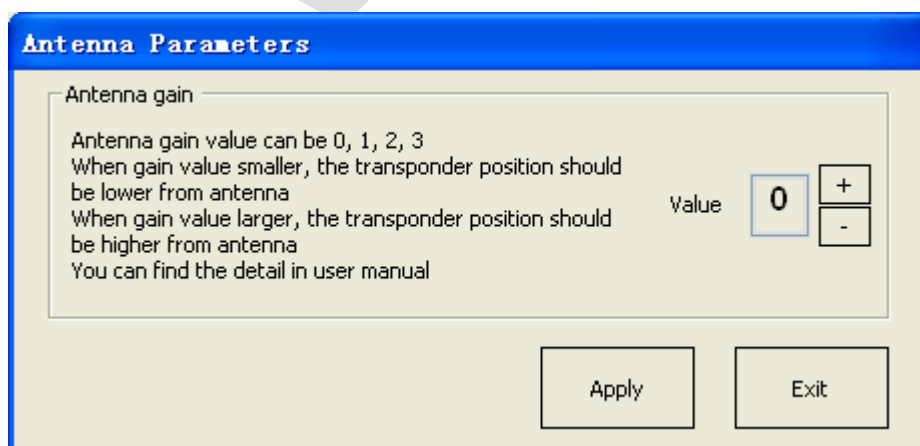 Antenna Parameters
Antenna gain
Antenna gain value can be 0, 1, 2, 3
When gain value smaller, the transponder position should
be lower from antenna
When gain value larger, the transponder position should
be higher from antenna
You can find the detail in user manual
Value
0
+
-
Apply
Exit